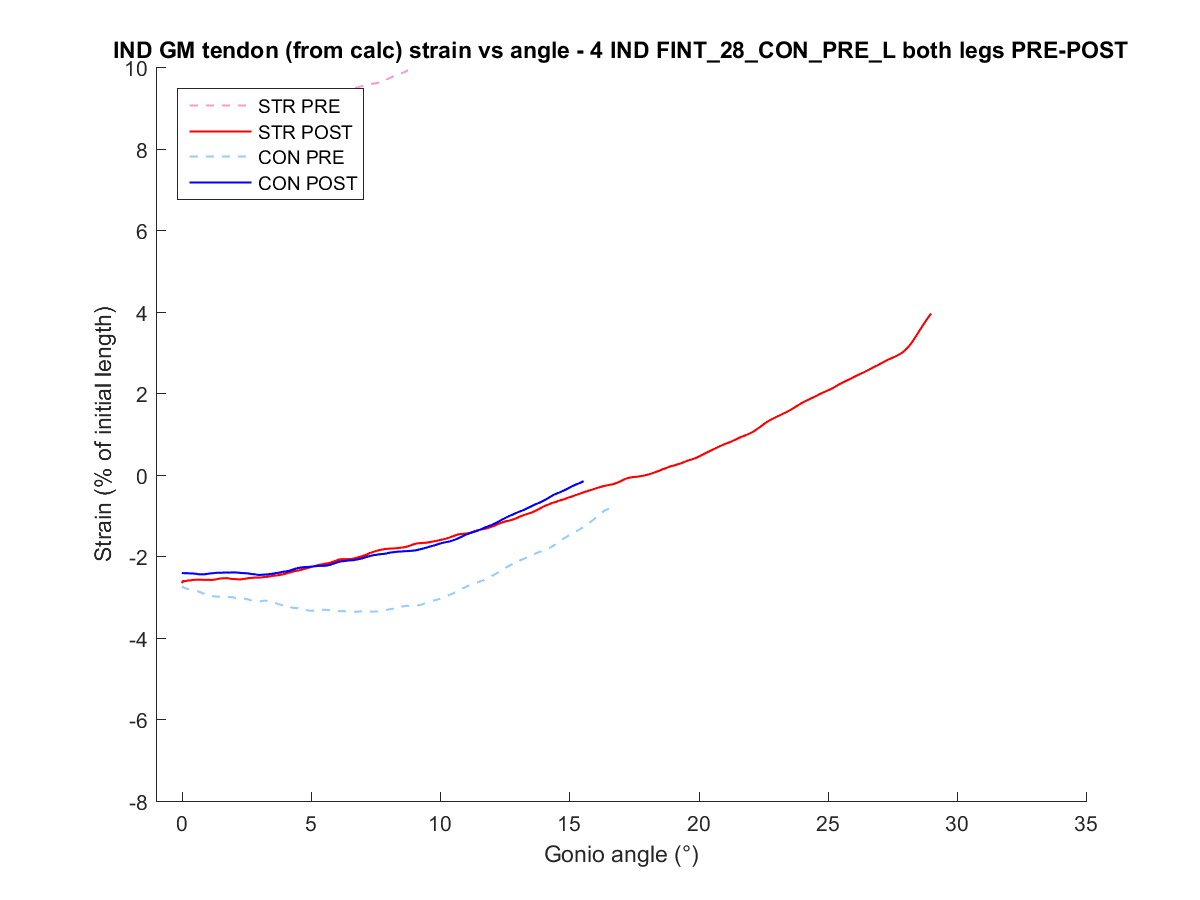 IND GM tendon (from calc) strain vs angle - 4 IND FINT_28_CON_PRE_L both legs PRE-POST
STR PRE
STR POST
CON PRE
CON POST
Strain (% of initial length)
10
8
6
4
2
0
-2
-4
-6
-8
0 5 10 15 20 25 30 35
Gonio angle (°)